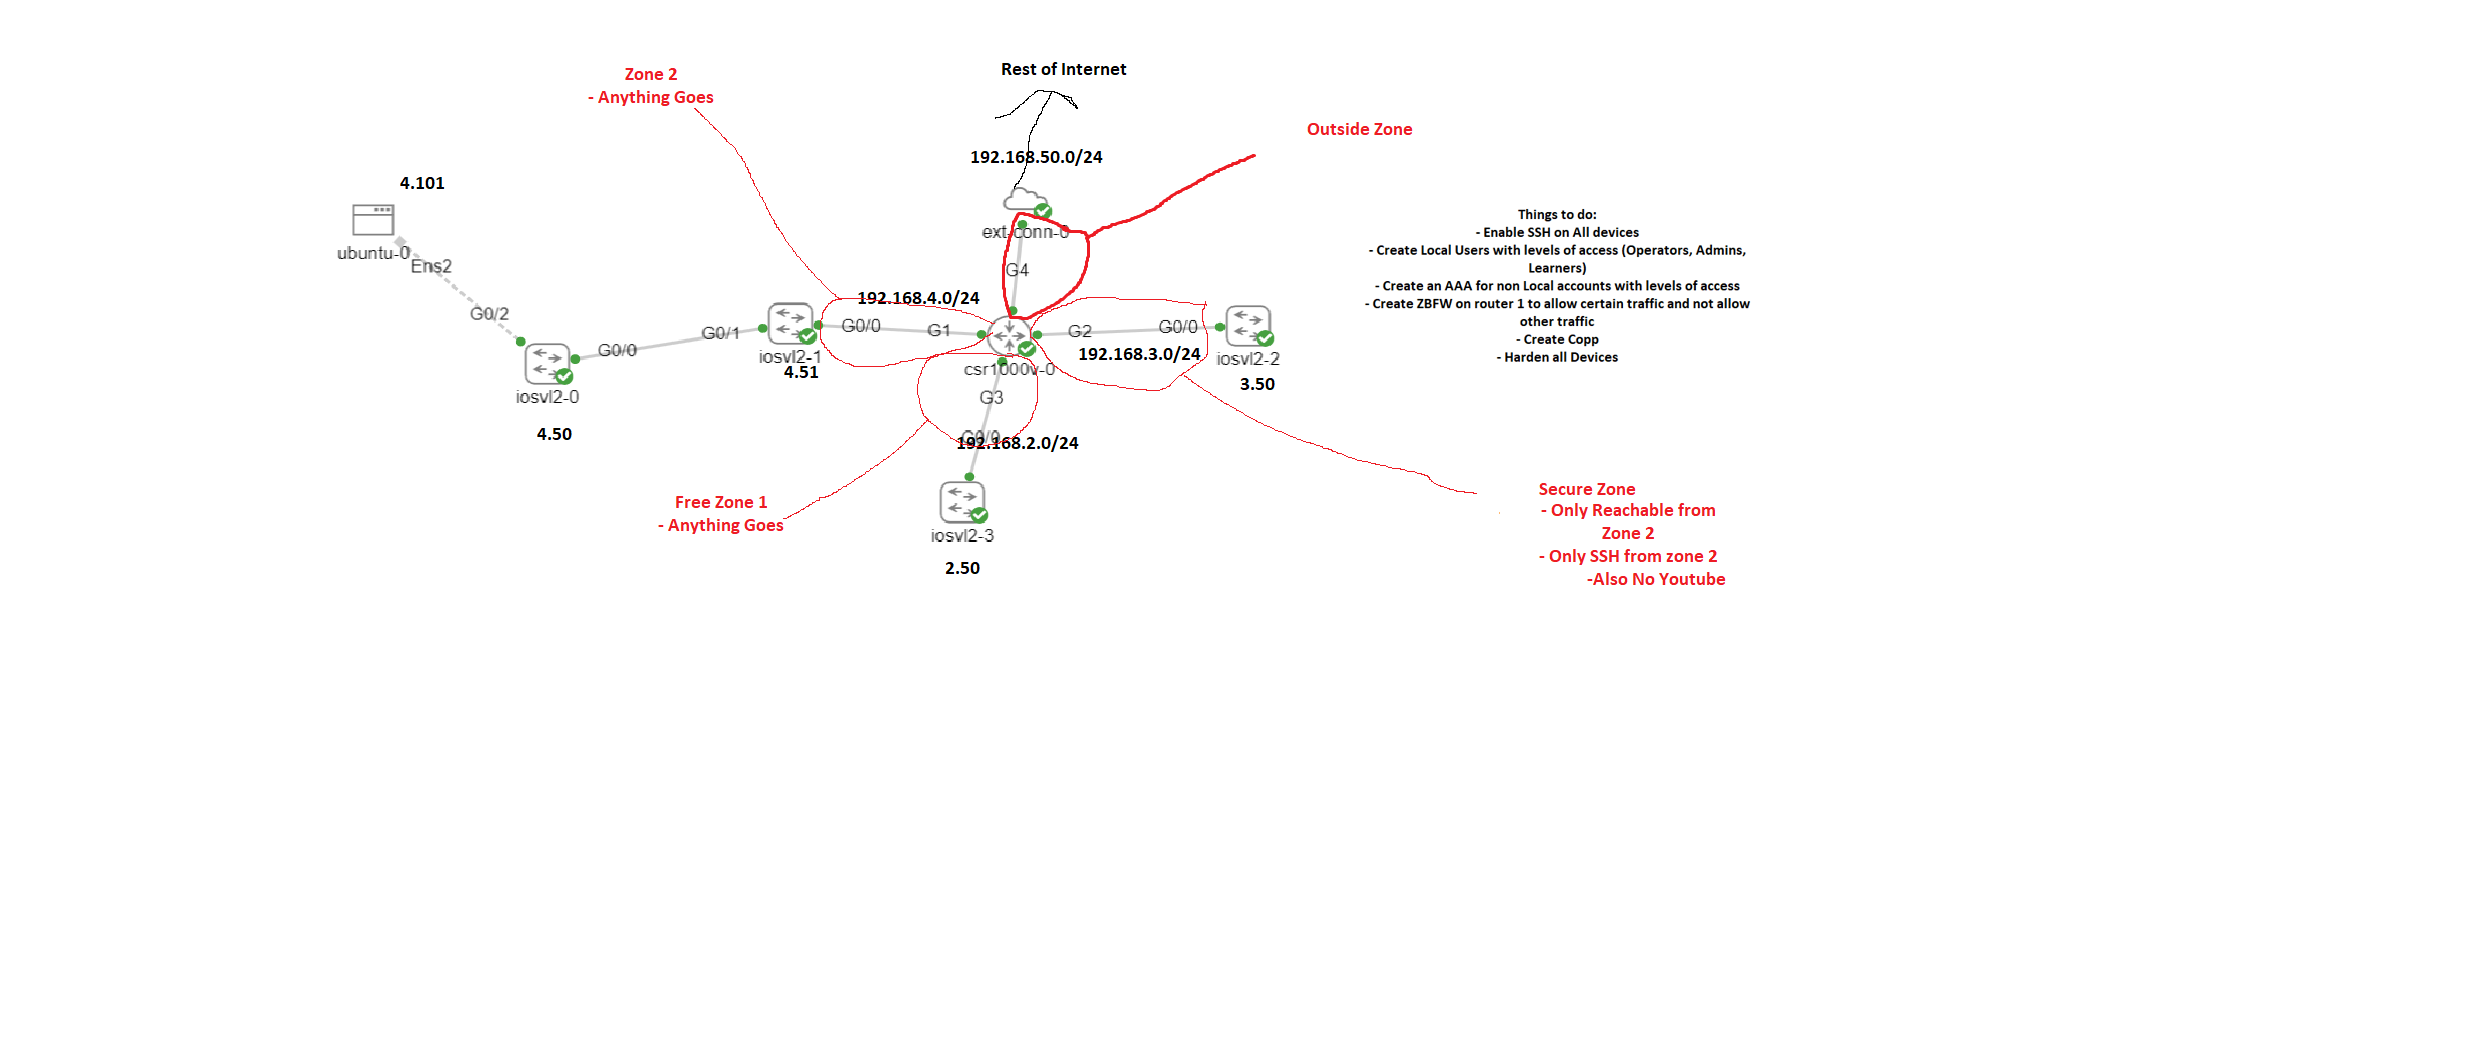 Rest of Internet
Zone 2
- Anything Goes
Outside Zone
192.168.50.0/24
4.101
ubuntu-0
Ens2
ext-conn-0
G4
Things to do:
- Enable SSH on All devices
- Create Local Users with levels of access (Operators, Admins,
Learners)
- Create an AAA for non Local accounts with levels of access
- Create ZBFW on router 1 to allow certain traffic and not allow
other traffic
- Create Copp
- Harden all Devices
192.168.4.0/24
G0/2
G0/0
G0/1
G0/0
G1
G2
G0/0
iosvl2-1
4.51
192.168.3.0/24
iosvl2-2
3.50
csr1000v-0
iosvl2-0
4.50
G3
G0/0
192.168.2.0/24
Free Zone 1
- Anything Goes
iosvl2-3
2.50
Secure Zone
- Only Reachable from
Zone 2
- Only SSH from zone 2
-Also No Youtube